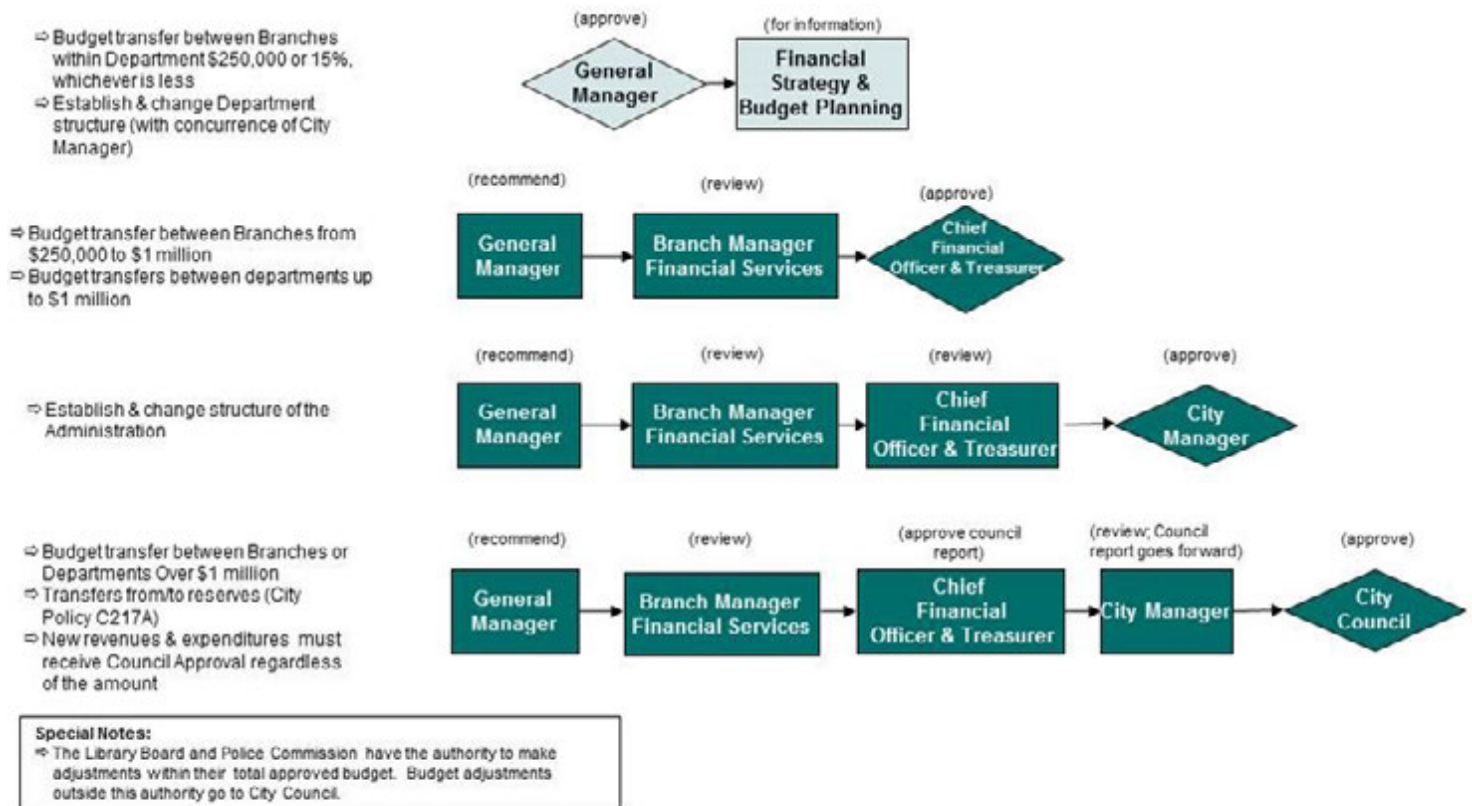 ⇨ Budget transfer between Branches
within Department $250,000 or 15%,
whichever is less
⇨ Establish & change Department
structure (with concurrence of City
Manager)
(approve)
General
Manager
(for information)
Financial
Strategy &
Budget Planning
⇨ Budget transfer between Branches from
$250,000 to $1 million
⇨ Budget transfers between departments up
to $1 million
(recommend)
General
Manager
(review)
Branch Manager
Financial Services
(approve)
Chief
Financial
Officer & Treasurer
⇨ Establish & change structure of the
Administration
(recommend)
General
Manager
(review)
Branch Manager
Financial Services
(review)
Chief
Financial
Officer & Treasurer
(approve)
City
Manager
⇨ Budget transfer between Branches or
Departments Over $1 million
⇨ Transfers from/to reserves (City
Policy C217A)
⇨ New revenues & expenditures must
receive Council Approval regardless
of the amount
(recommend)
General
Manager
(review)
Branch Manager
Financial Services
(approve council
report)
Chief
Financial
Officer & Treasurer
(review; Council
report goes forward)
City Manager
(approve)
City
Council
Special Notes:
⇨ The Library Board and Police Commission have the authority to make
adjustments within their total approved budget. Budget adjustments
outside this authority go to City Council.